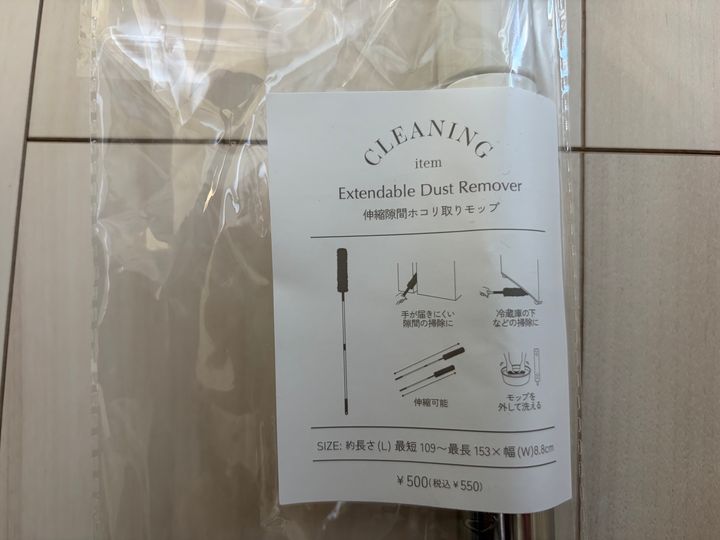 CLEANING
item
Extendable Dust Remover
伸縮隙間ホコリ取りモップ
手が届きにくい
隙間の掃除に
冷蔵庫の下
などの掃除に
伸縮可能
モップを
外して洗える
SIZE: 約長さ(L) 最短 109〜最長 153×幅(W)8.8cm
¥500(税込¥550)